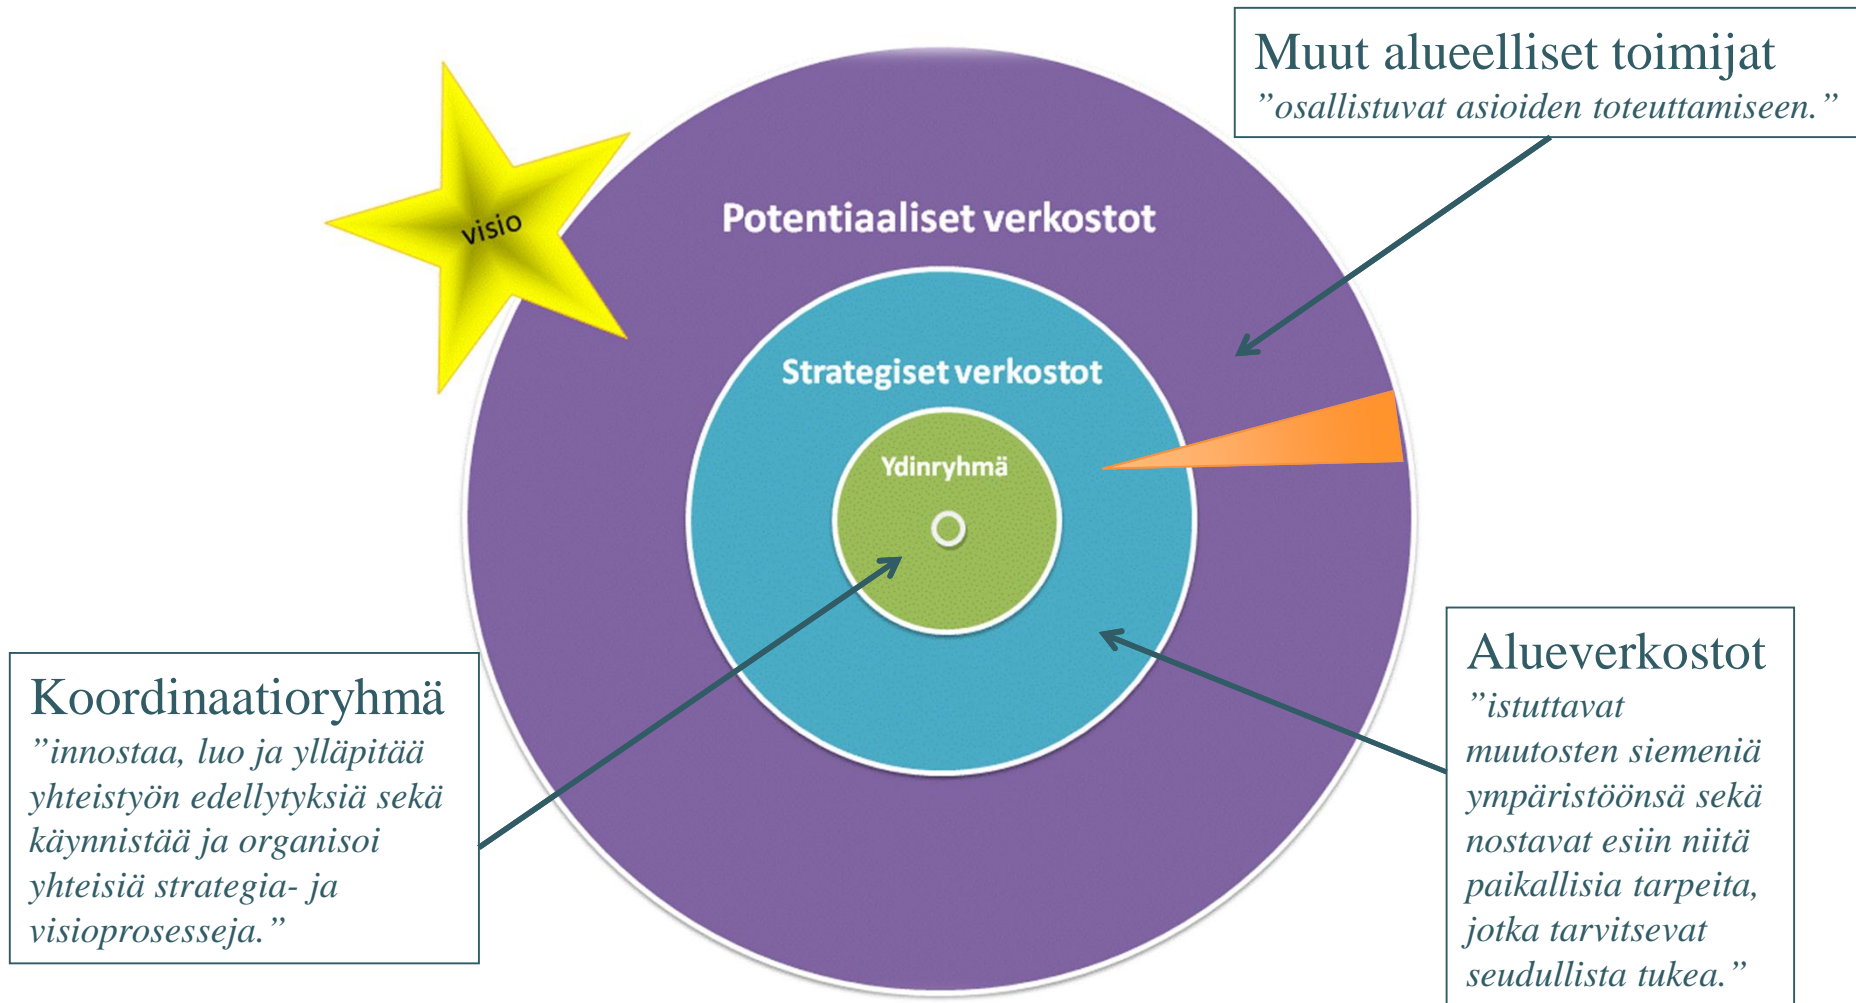 Muut alueelliset toimijat
”osallistuvat asioiden toteuttamiseen.”
visio
Potentiaaliset verkostot
Strategiset verkostot
Ydinryhmä
Koordinaatioryhmä
”innostaa, luo ja ylläpitää
yhteistyön edellytyksiä sekä
käynnistää ja organisoi
yhteisiä strategia- ja
visioprosesseja.”
Alueverkostot
”istuttavat
muutosten siemeniä
ympäristöönsä sekä
nostavat esiin niitä
paikallisia tarpeita,
jotka tarvitsevat
seudullista tukea.”